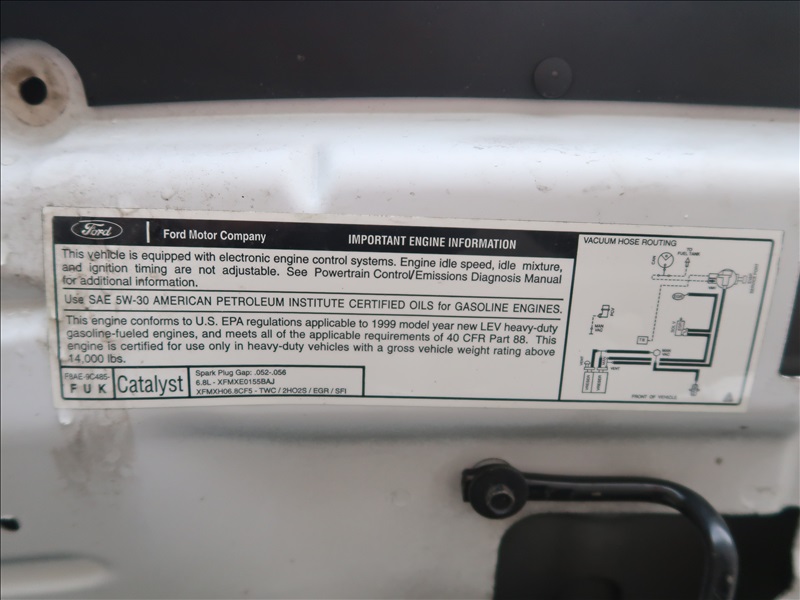 Ford
Ford Motor Company
IMPORTANT ENGINE INFORMATION
This vehicle is equipped with electronic engine control systems. Engine idle speed, idle mixture,
and ignition timing are not adjustable. See Powertrain Control/Emissions Diagnosis Manual
for additional information.
Use SAE 5W-30 AMERICAN PETROLEUM INSTITUTE CERTIFIED OILS for GASOLINE ENGINES.
This engine conforms to U.S. EPA regulations applicable to 1999 model year new LEV heavy-duty
gasoline-fueled engines, and meets all of the applicable requirements of 40 CFR Part 88. This
engine is certified for use only in heavy-duty vehicles with a gross vehicle weight rating above
14,000 lbs.
F8AE-9C485-
F U K
Catalyst
Spark Plug Gap: .052-.056
6.8L - XFMXE0155BAJ
XFMXH06.8CF5 - TWC / 2HO2S / EGR / SFI
VACUUM HOSE ROUTING
TO
FUEL TANK
CAN
VENT
VENT
FRONT OF VEHICLE